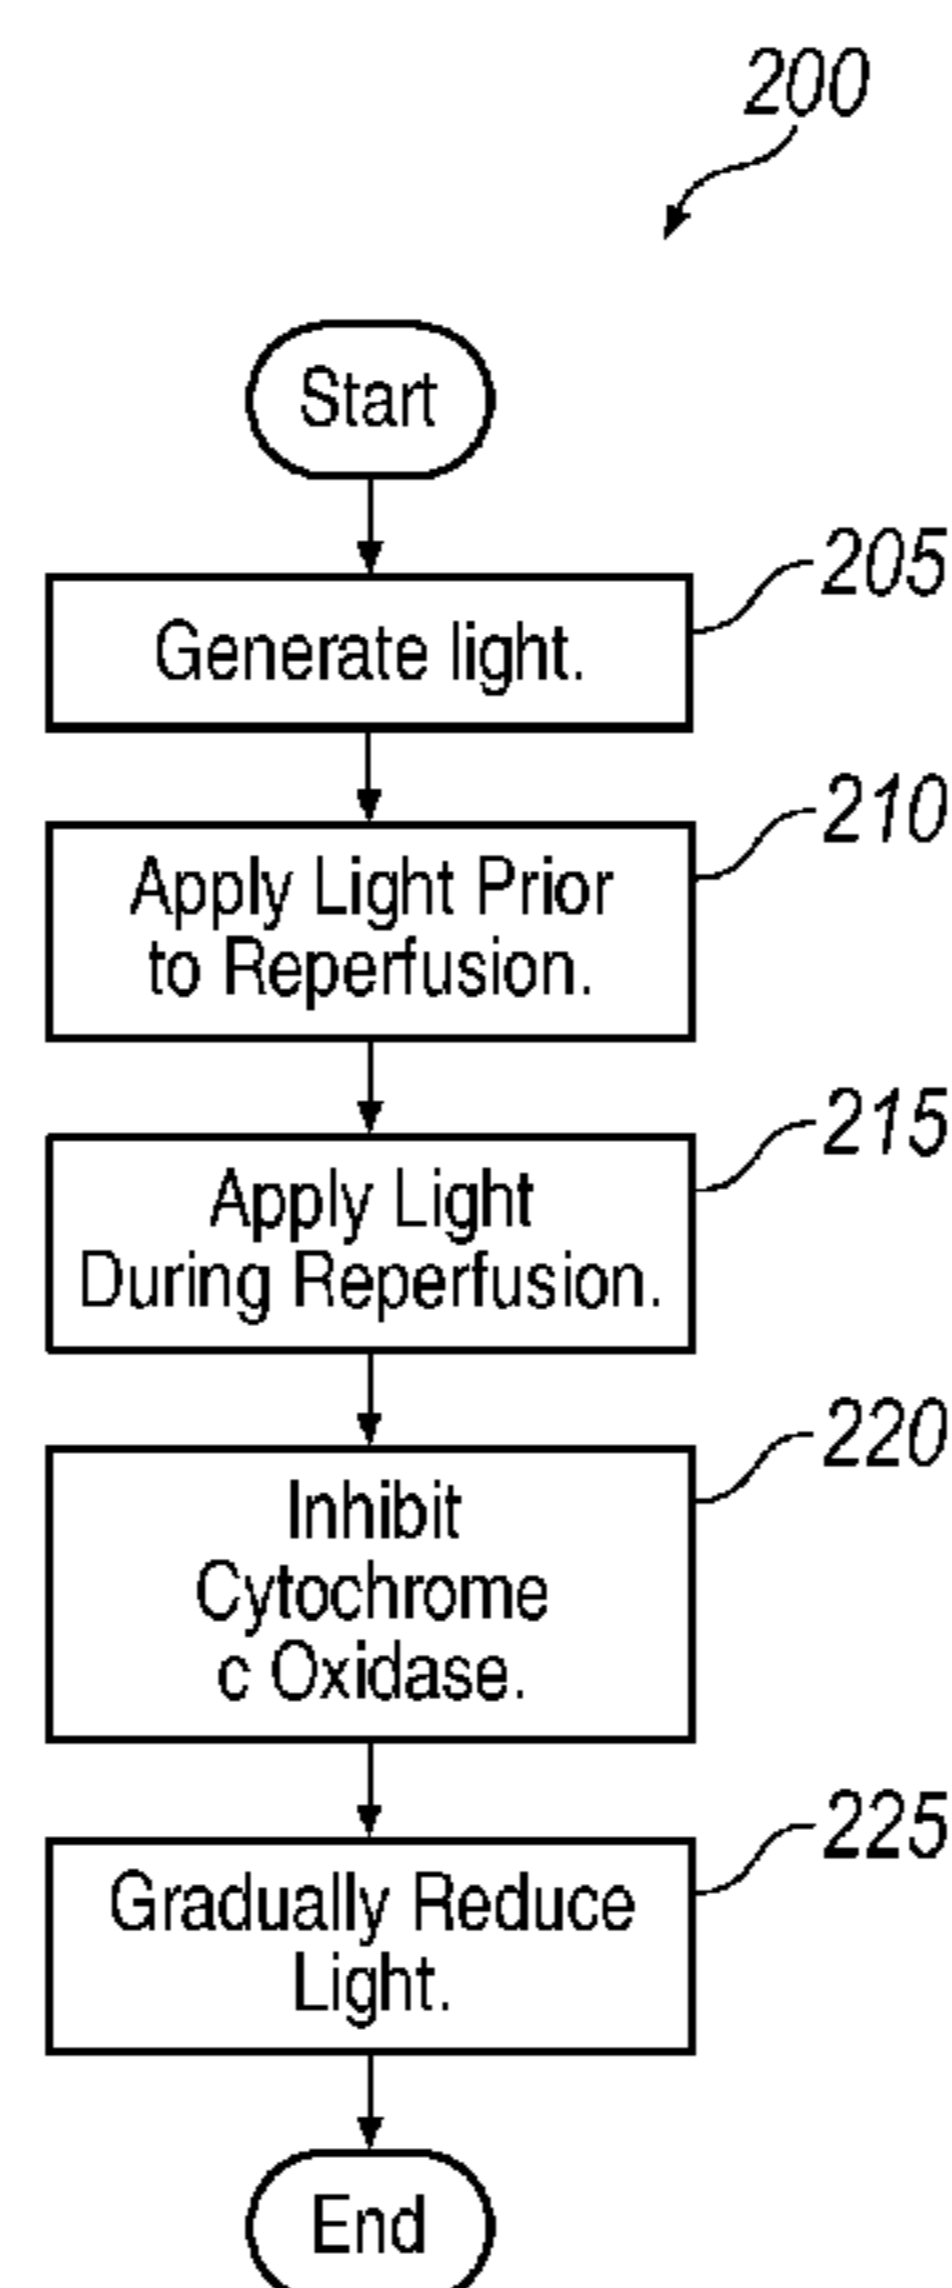 200
Start
205
Generate light.
210
Apply Light Prior
to Reperfusion.
215
Apply Light
During Reperfusion.
220
Inhibit
Cytochrome
c Oxidase.
225
Gradually Reduce
Light.
End